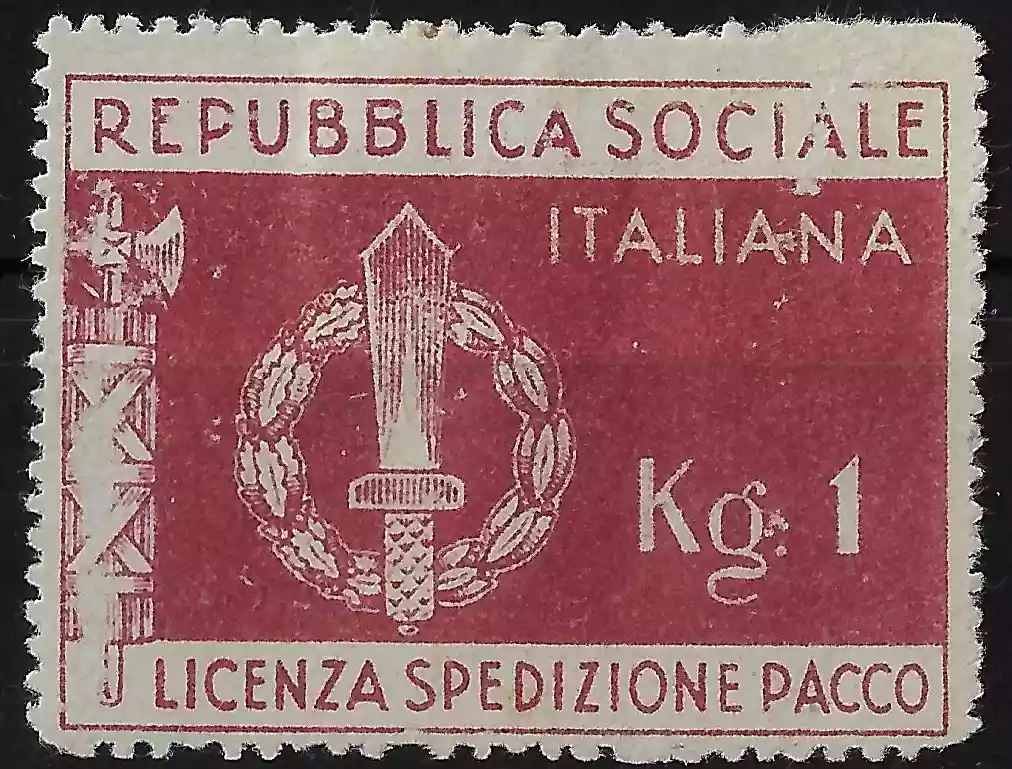 REPUBBLICA SOCIALE
ITALIANA
Kg. 1
LICENZA SPEDIZIONE PACCO